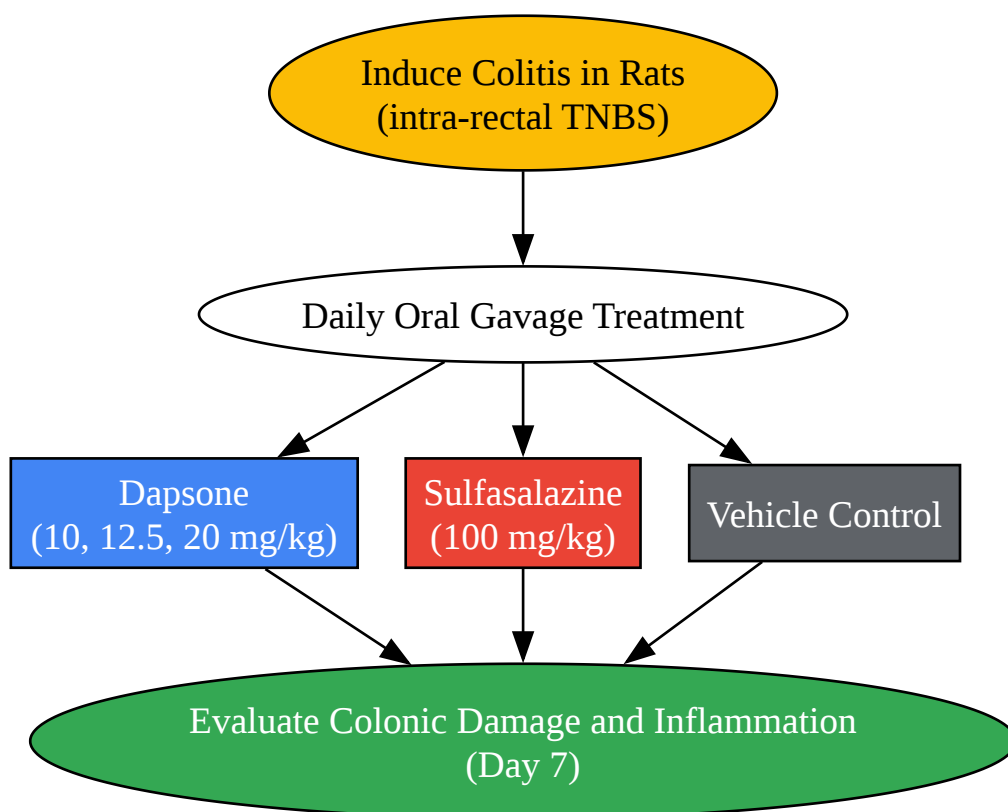 Induce Colitis in Rats
(intra-rectal TNBS)
Daily Oral Gavage Treatment
Dapsone
(10, 12.5, 20 mg/kg)
Sulfasalazine
(100 mg/kg)
Vehicle Control
Evaluate Colonic Damage and Inflammation
(Day 7)